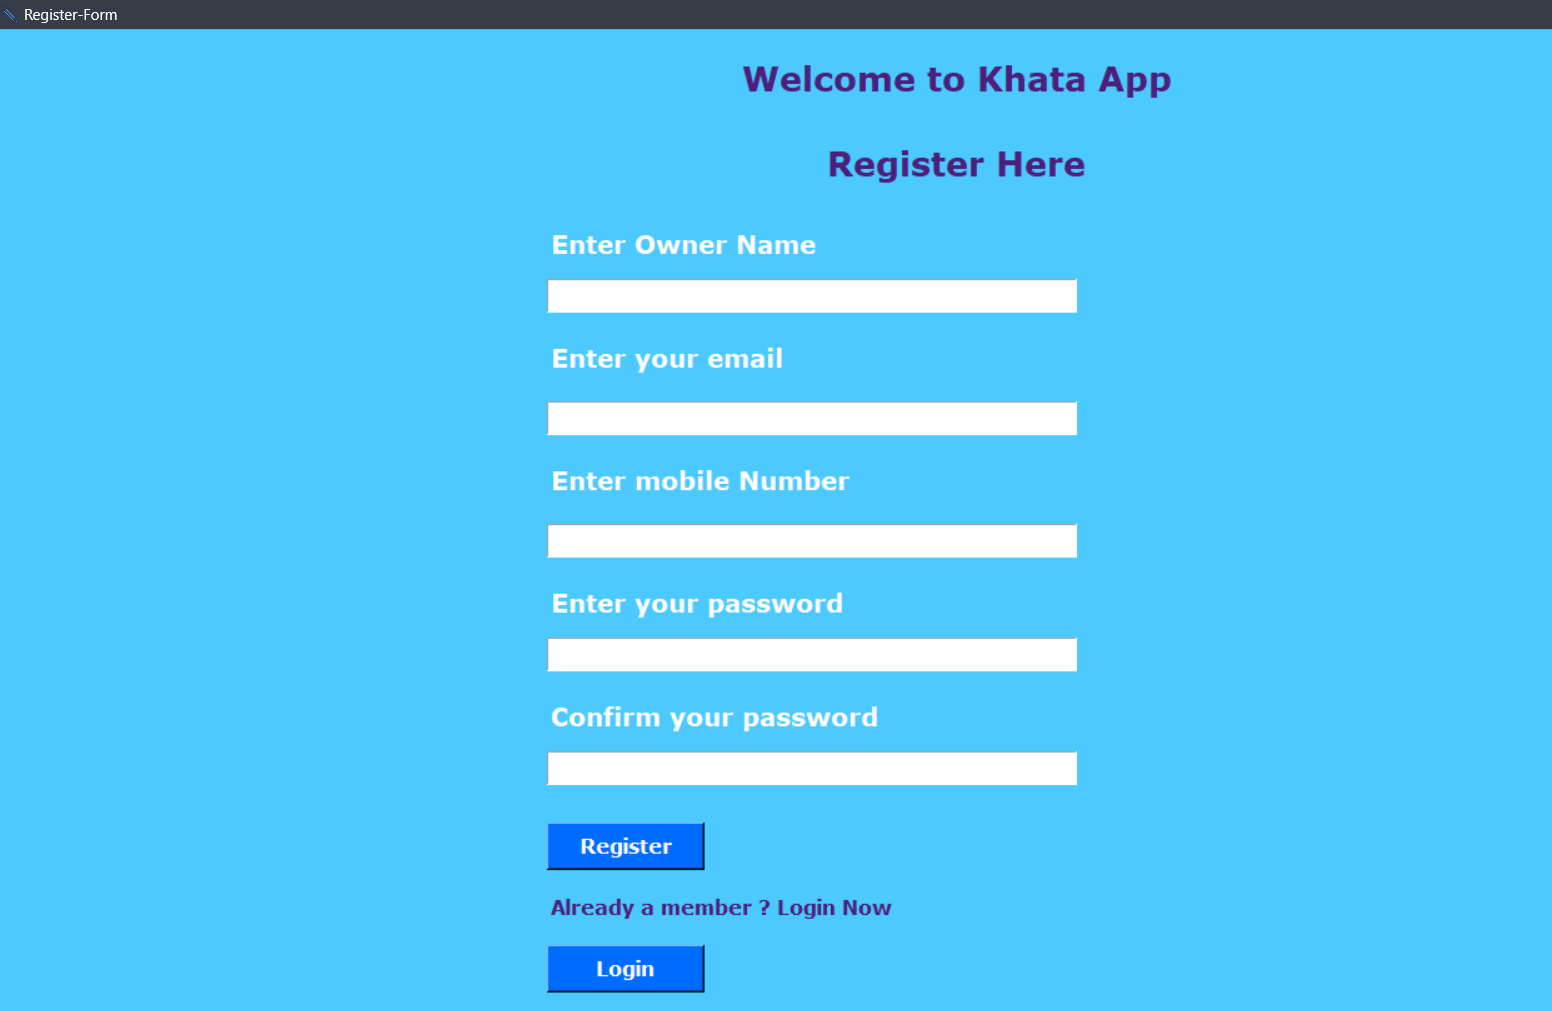 Register-Form
Welcome to Khata App
Register Here
Enter Owner Name
Enter your email
Enter mobile Number
Enter your password
Confirm your password
Register
Already a member ? Login Now
Login